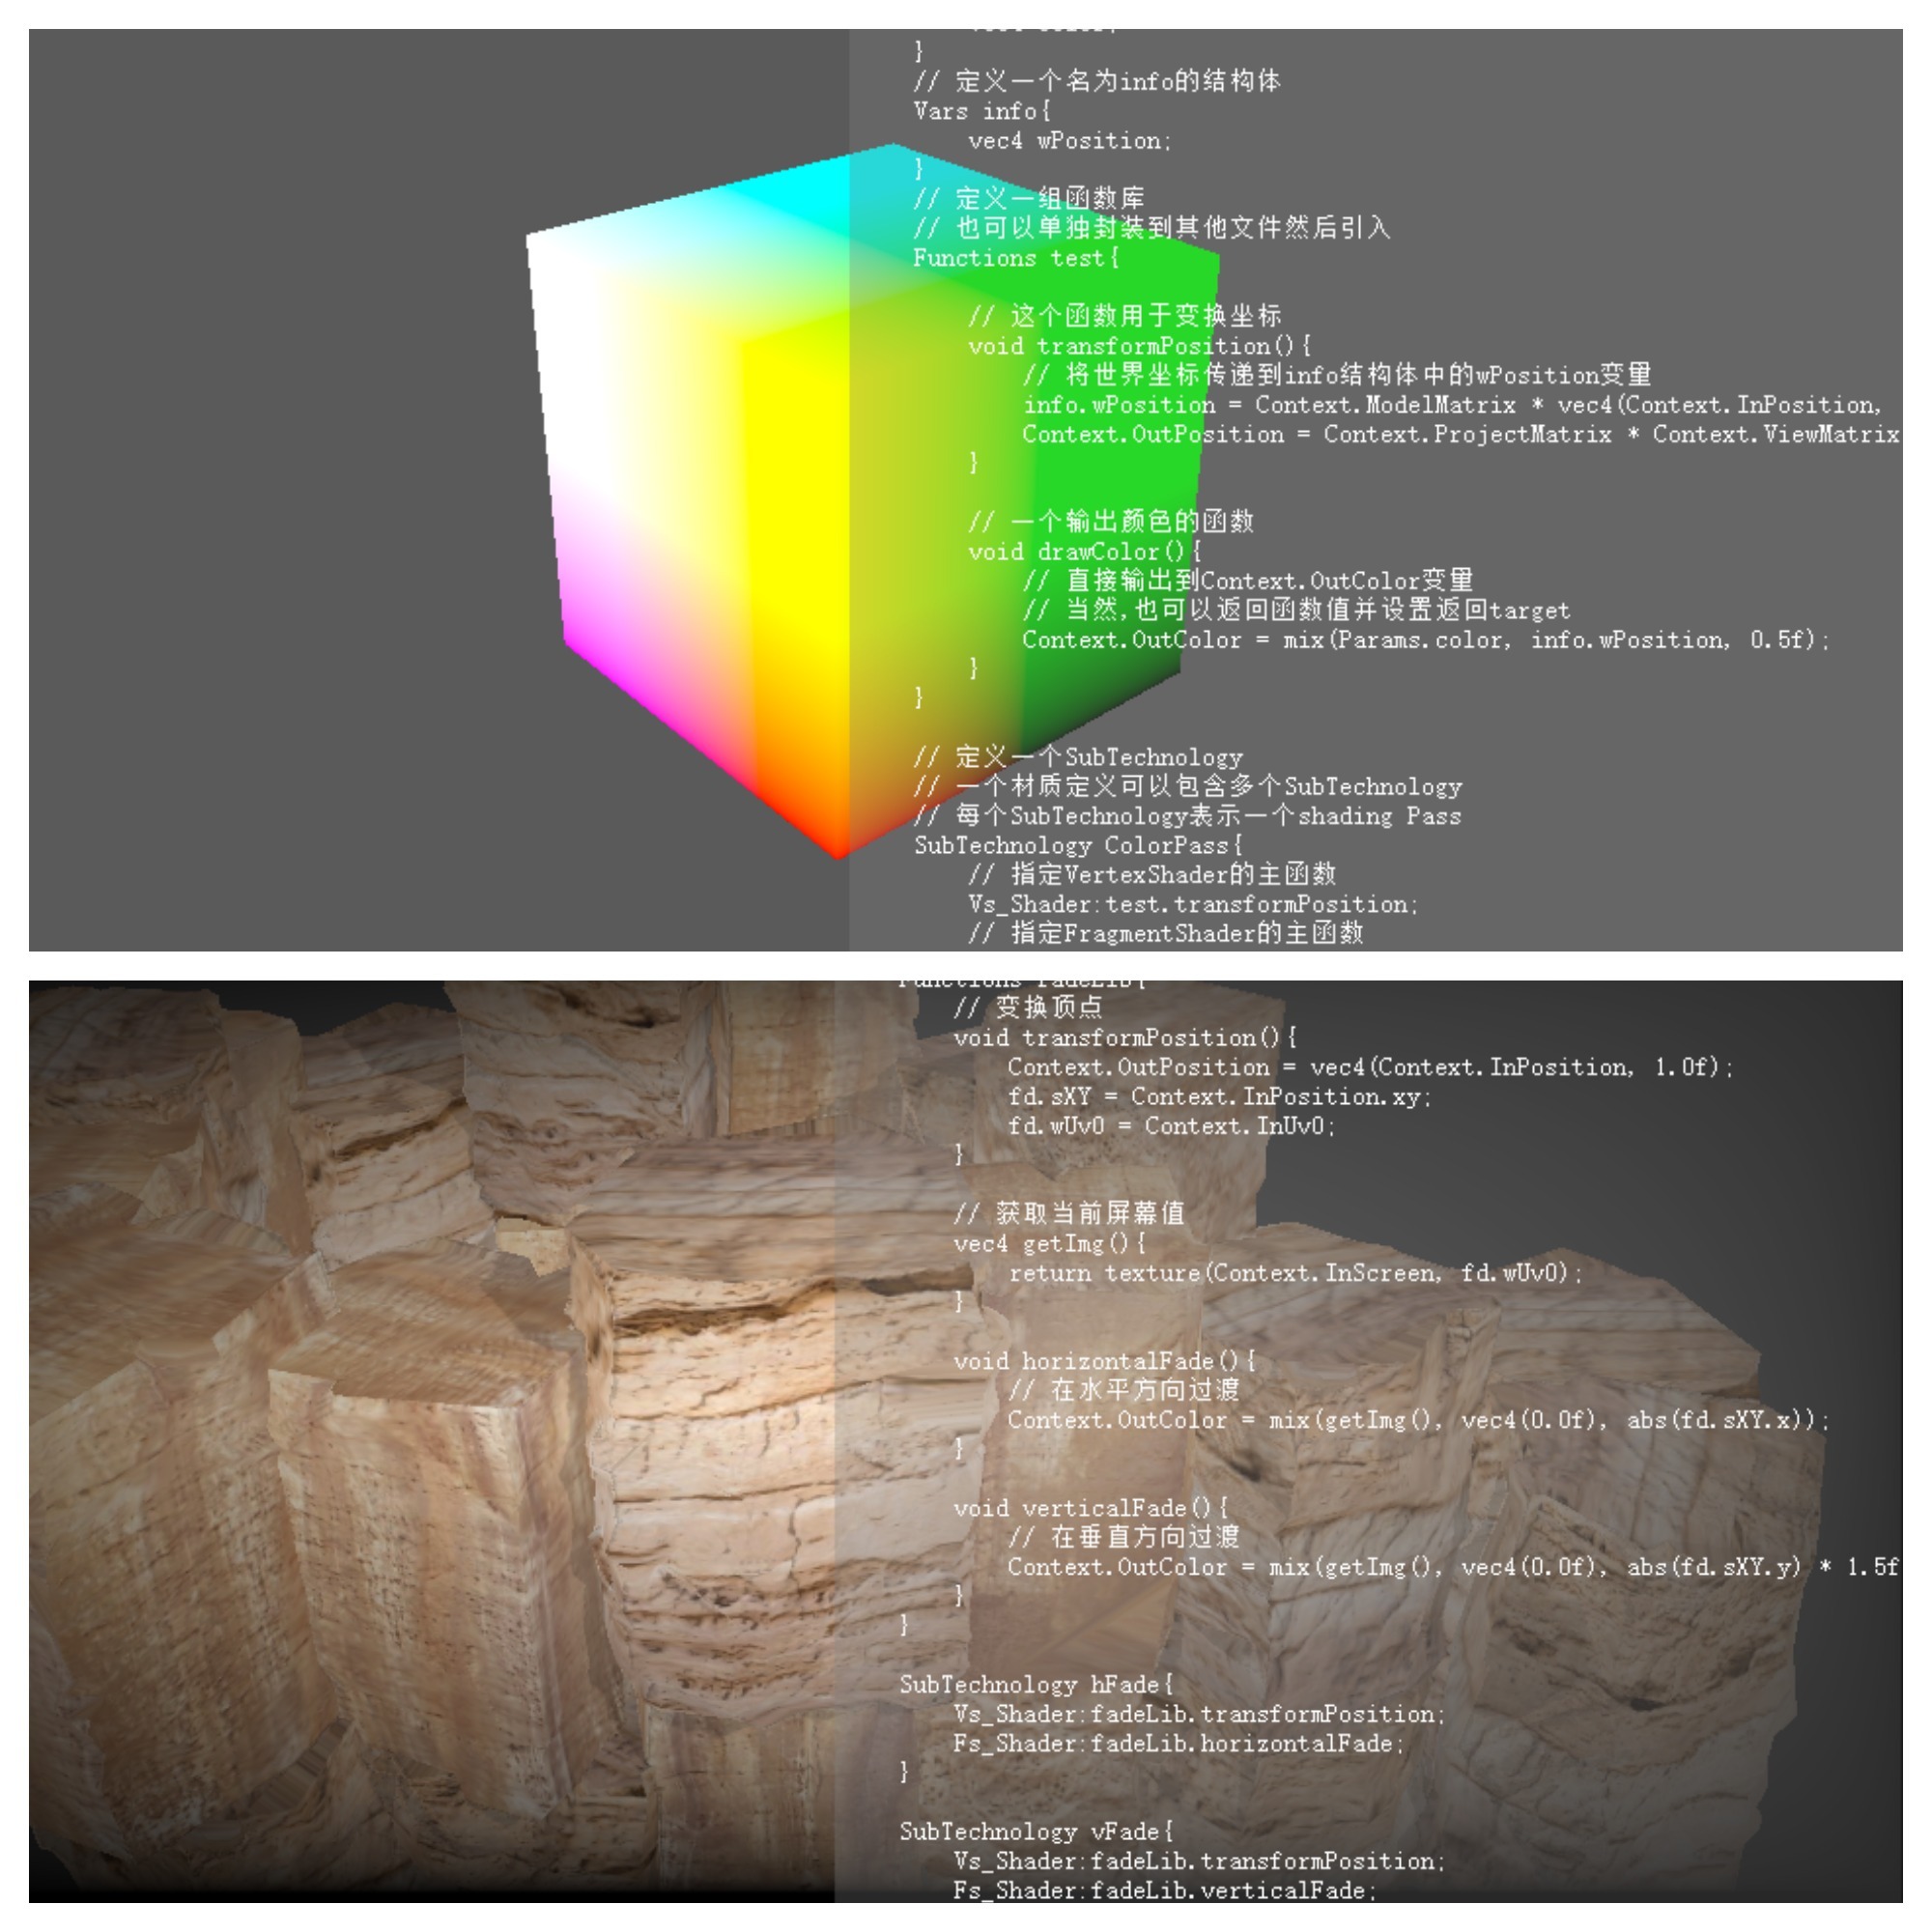 }
// 定义一个名为info的结构体
Vars info{
vec4 wPosition;
}
// 定义一组函数库
// 也可以单独封装到其他文件然后引入
Functions test{
// 这个函数用于变换坐标
void transformPosition(){
// 将世界坐标传递到info结构体中的wPosition变量
info.wPosition = Context.ModelMatrix * vec4(Context.InPosition,
Context.OutPosition = Context.ProjectMatrix * Context.ViewMatrix
}
// 一个输出颜色的函数
void drawColor(){
// 直接输出到Context.OutColor变量
// 当然,也可以返回函数值并设置返回target
Context.OutColor = mix(Params.color, info.wPosition, 0.5f);
}
}
// 定义一个SubTechnology
// 一个材质定义可以包含多个SubTechnology
// 每个SubTechnology表示一个shading Pass
SubTechnology ColorPass{
// 指定VertexShader的主函数
Vs_Shader:test.transformPosition;
// 指定FragmentShader的主函数
Functions fadeLib{
// 变换顶点
void transformPosition(){
Context.OutPosition = vec4(Context.InPosition, 1.0f);
fd.sXY = Context.InPosition.xy;
fd.wUv0 = Context.InUv0;
}
// 获取当前屏幕值
vec4 getImg(){
return texture(Context.InScreen, fd.wUv0);
}
void horizontalFade(){
// 在水平方向过渡
Context.OutColor = mix(getImg(), vec4(0.0f), abs(fd.sXY.x));
}
void verticalFade(){
// 在垂直方向过渡
Context.OutColor = mix(getImg(), vec4(0.0f), abs(fd.sXY.y) * 1.5f
}
}
SubTechnology hFade{
Vs_Shader:fadeLib.transformPosition;
Fs_Shader:fadeLib.horizontalFade;
}
SubTechnology vFade{
Vs_Shader:fadeLib.transformPosition;
Fs_Shader:fadeLib.verticalFade;